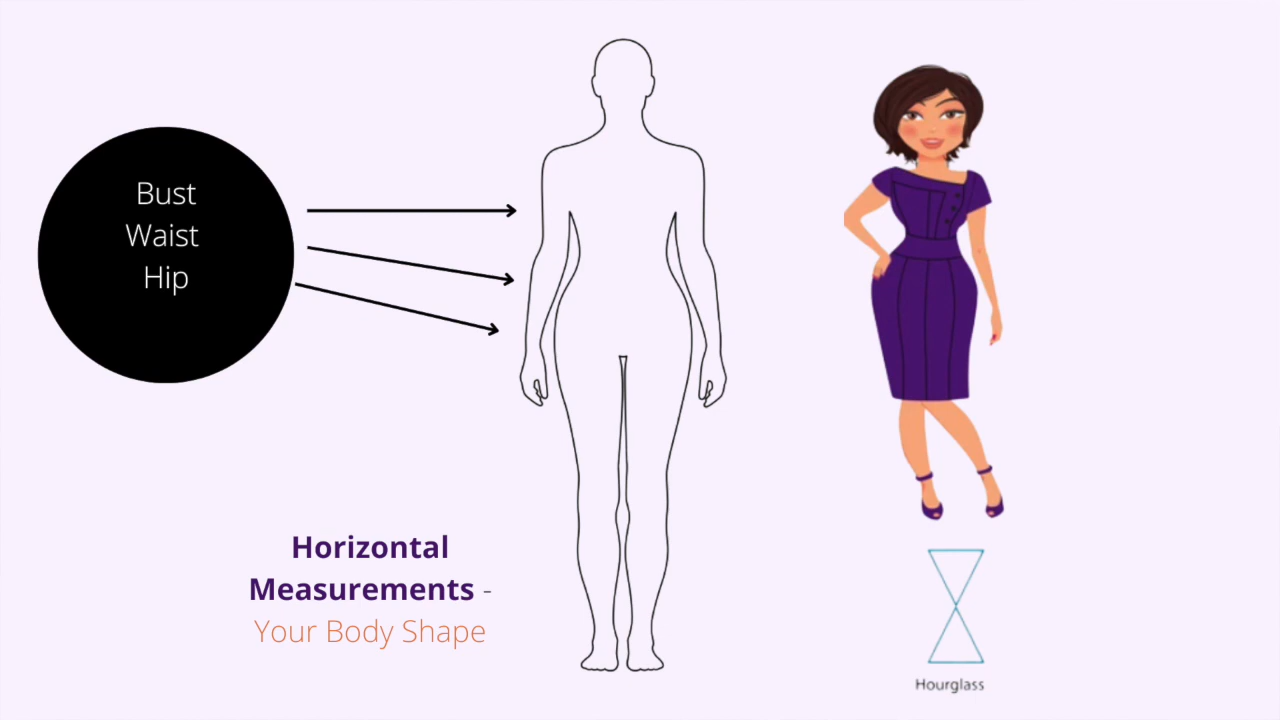 Bust
Waist
Hip
Horizontal
Measurements -
Your Body Shape
Hourglass